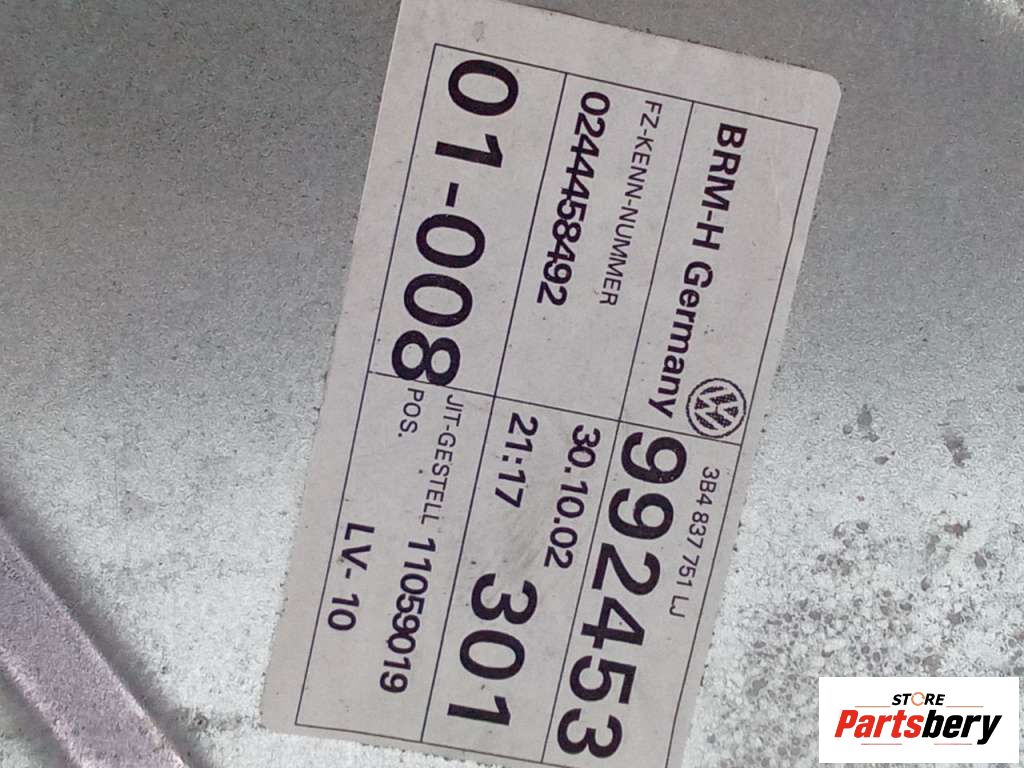 BRM-H Germany
3B4 837 751 LJ
992453
FZ-KENN-NUMMER
0244458492
30.10.02
21:17
301
01-008
JIT-GESTELL 11059019
POS.
LV-10
STORE
Partsbery